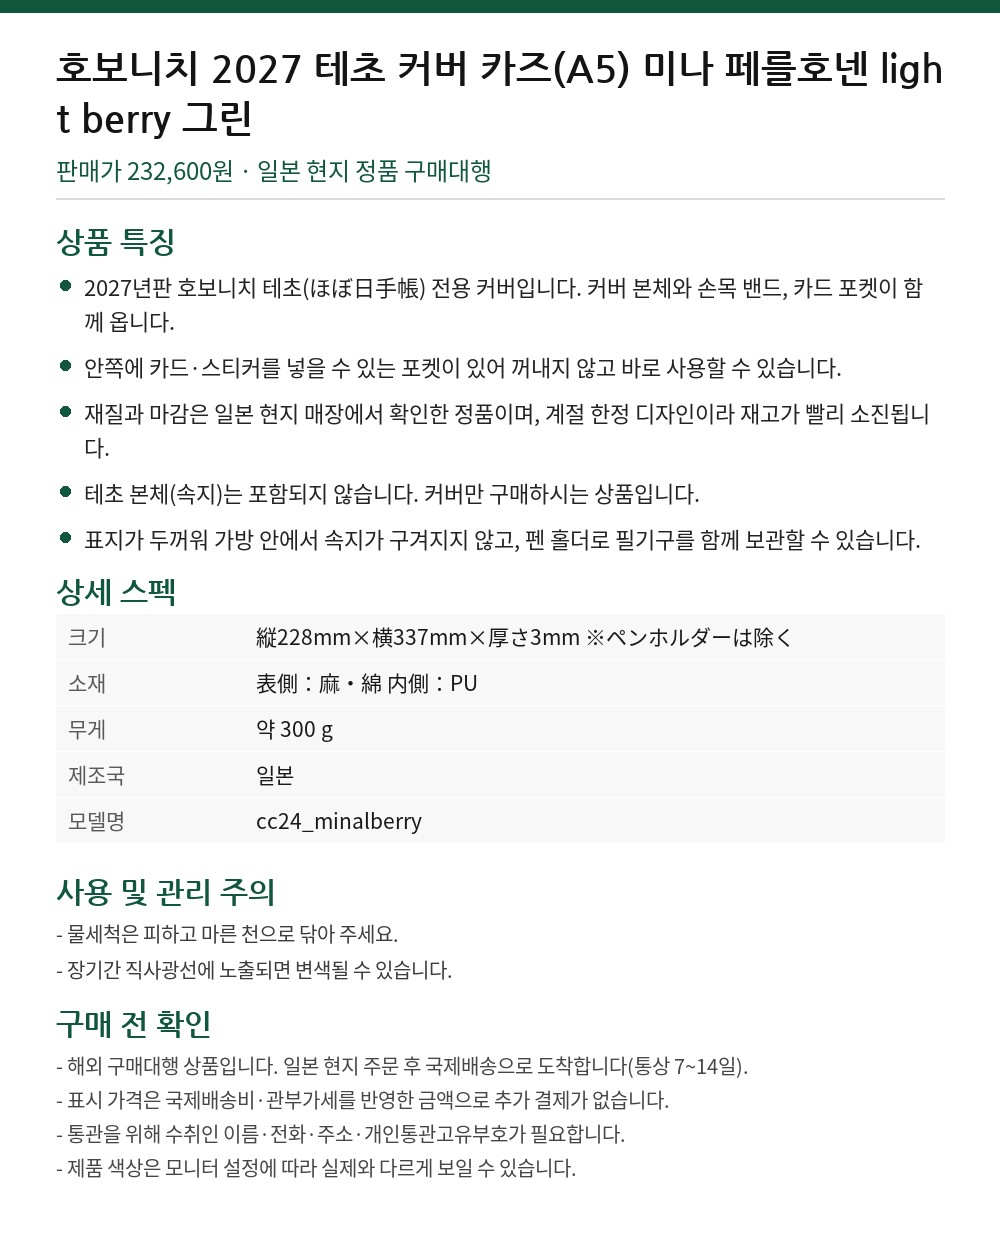 호보니치 2027 테쵸 커버 카즈(A5) 미나 페를호넨 ligh
t berry 그린
판매가 232,600원 · 일본 현지 정품 구매대행
상품 특징
● 2027년판 호보니치 테쵸(ほぼ日手帳) 전용 커버입니다. 커버 본체와 손목 밴드, 카드 포켓이 함
께 옵니다.
● 안쪽에 카드·스티커를 넣을 수 있는 포켓이 있어 꺼내지 않고 바로 사용할 수 있습니다.
● 재질과 마감은 일본 현지 매장에서 확인한 정품이며, 계절 한정 디자인이라 재고가 빨리 소진됩니
다.
● 테쵸 본체(속지)는 포함되지 않습니다. 커버만 구매하시는 상품입니다.
● 표지가 두꺼워 가방 안에서 속지가 구겨지지 않고, 펜 홀더로 필기구를 함께 보관할 수 있습니다.
상세 스펙
크기 縦228mm×横337mm×厚さ3mm ※ペンホルダーは除く
소재 表側：麻・綿 内側：PU
무게 약 300 g
제조국 일본
모델명 cc24_minalberry
사용 및 관리 주의
- 물세척은 피하고 마른 천으로 닦아 주세요.
- 장기간 직사광선에 노출되면 변색될 수 있습니다.
구매 전 확인
- 해외 구매대행 상품입니다. 일본 현지 주문 후 국제배송으로 도착합니다(통상 7~14일).
- 표시 가격은 국제배송비·관부가세를 반영한 금액으로 추가 결제가 없습니다.
- 통관을 위해 수취인 이름·전화·주소·개인통관고유부호가 필요합니다.
- 제품 색상은 모니터 설정에 따라 실제와 다르게 보일 수 있습니다.